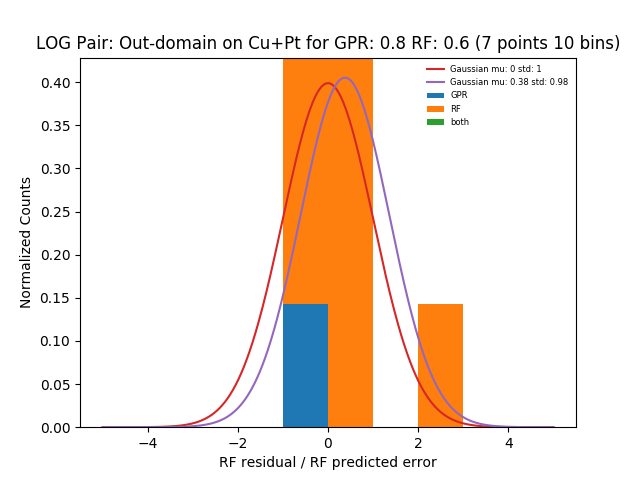 LOG Pair: Out-domain on Cu+Pt for GPR: 0.8 RF: 0.6 (7 points 10 bins)
Gaussian mu: 0 std: 1
Gaussian mu: 0.38 std: 0.98
GPR
RF
both
Normalized Counts
0.40
0.35
0.30
0.25
0.20
0.15
0.10
0.05
0.00
−4 −2 0 2 4
RF residual / RF predicted error